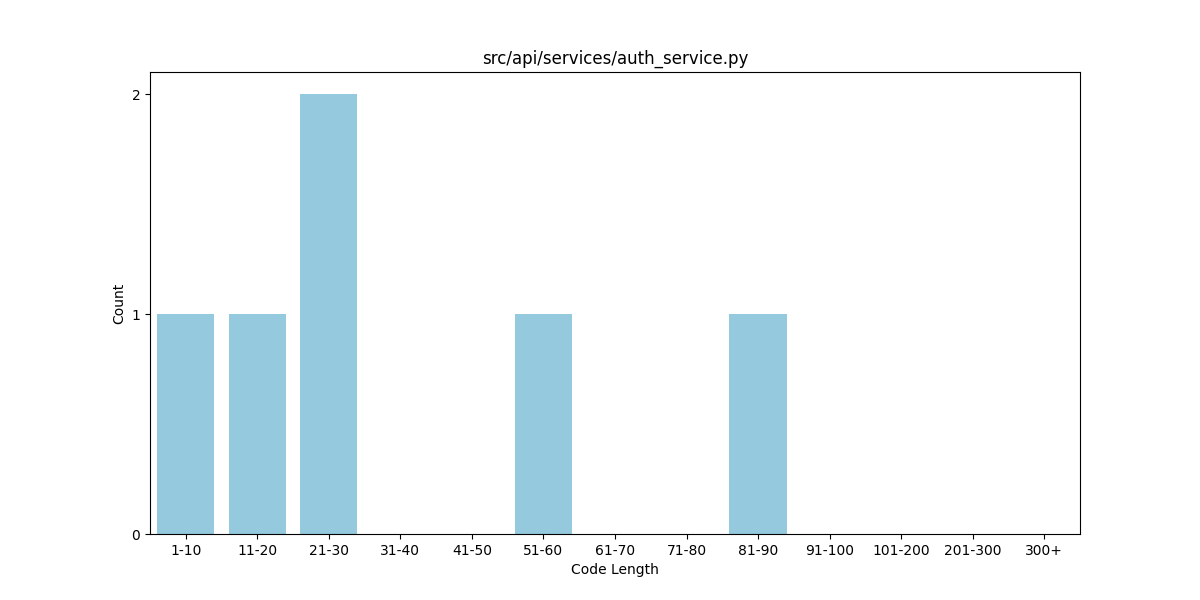 src/api/services/auth_service.py
Count
2
1
0
1-10 11-20 21-30 31-40 41-50 51-60 61-70 71-80 81-90 91-100 101-200 201-300 300+
Code Length